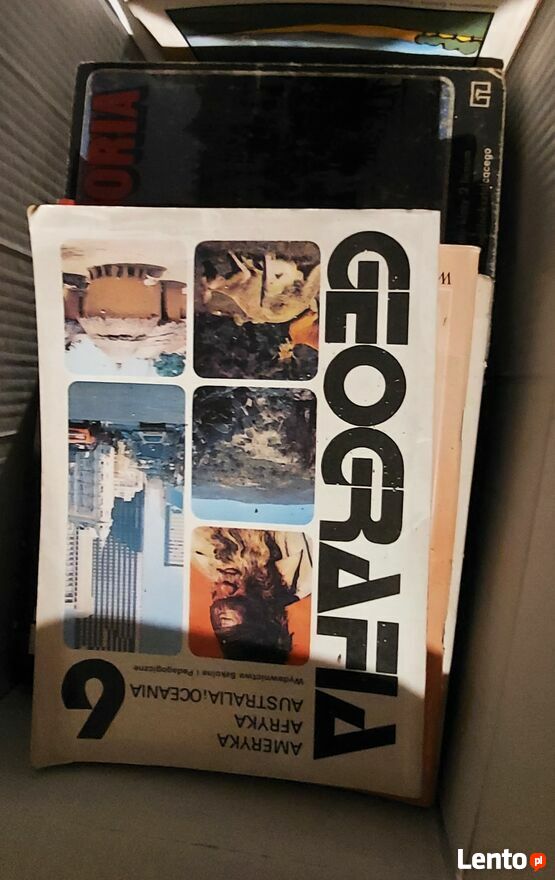 GEOGRAFIA
AMERYKA
AFRYKA
AUSTRALIA i OCEANIA
Wydawnictwa Szkolne i Pedagogiczne
6
ORIA
Lento.pl